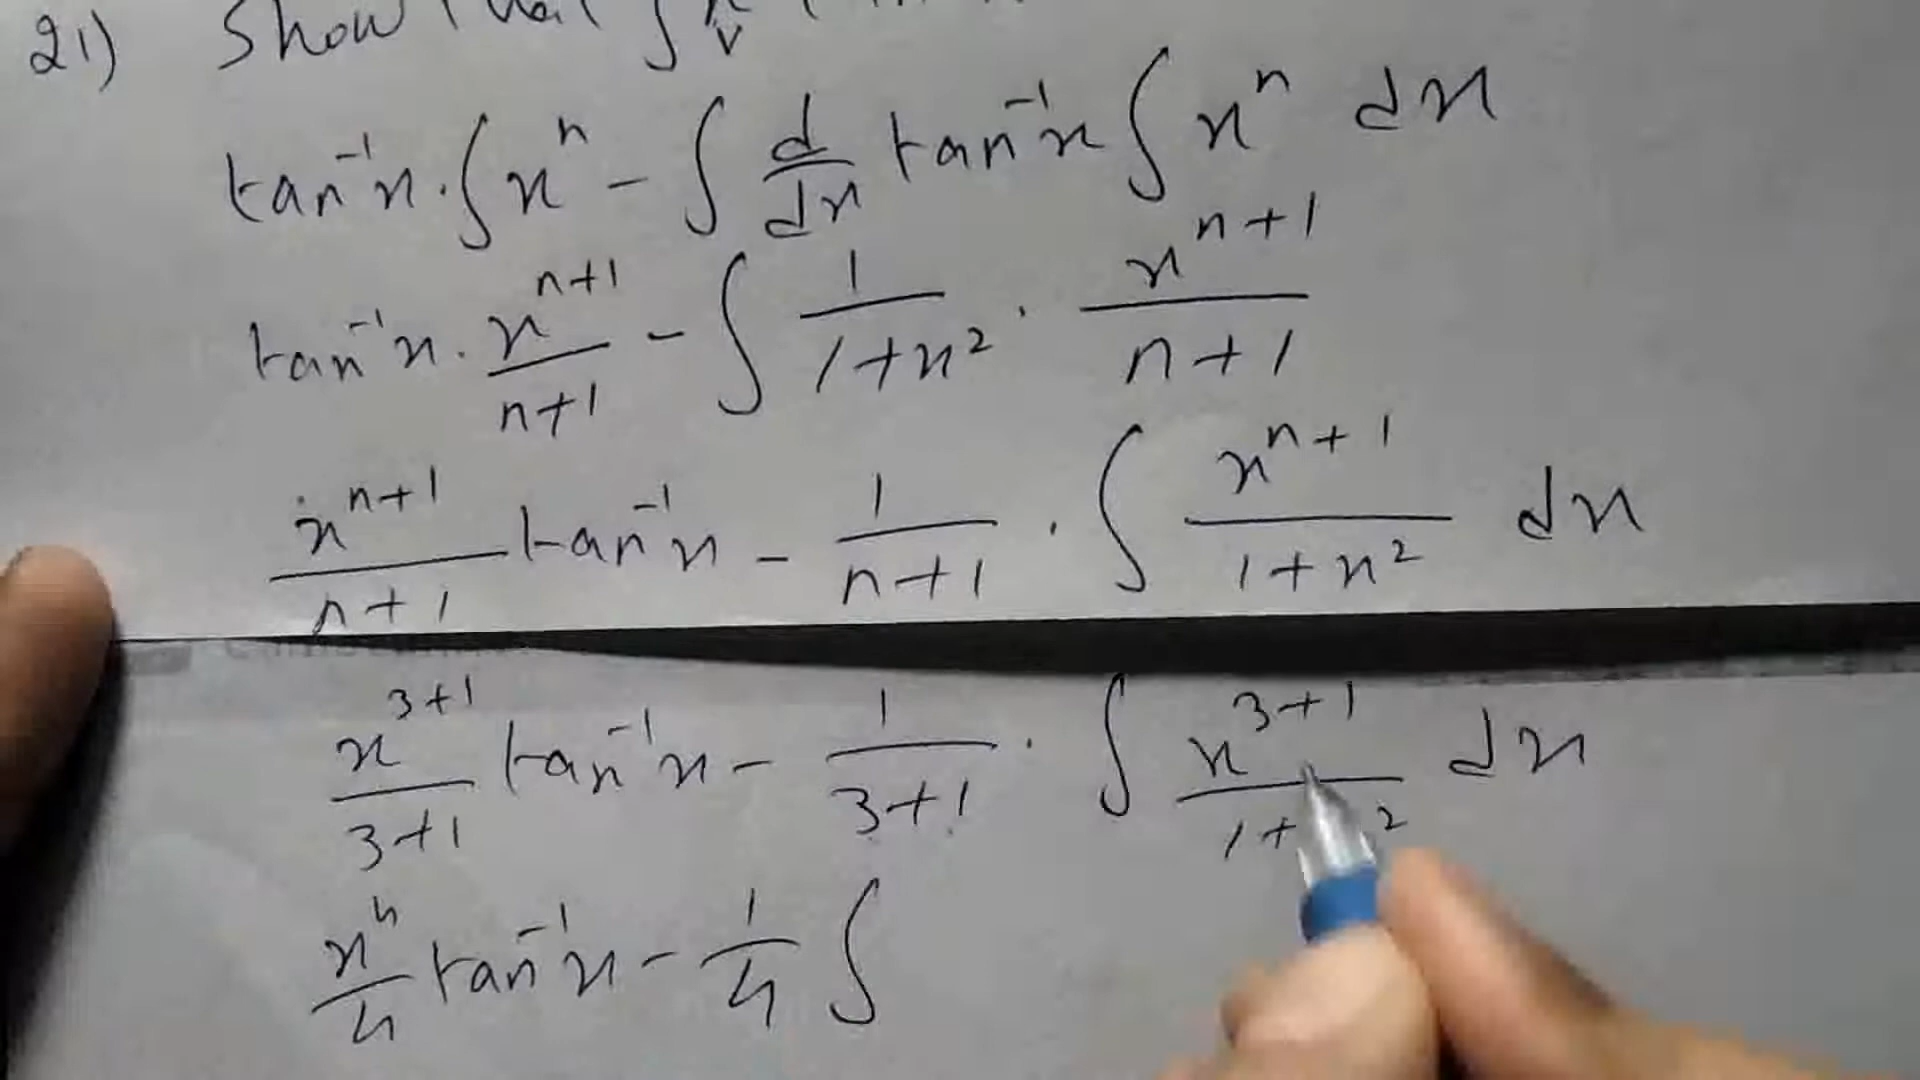 21) Show that ∫
tan⁻¹x · ∫ xⁿ − ∫ d/dx tan⁻¹x ∫ xⁿ dx
tan⁻¹x · xⁿ⁺¹/n+1 − ∫ 1/1+x² · xⁿ⁺¹/n+1
xⁿ⁺¹/n+1 tan⁻¹x − 1/n+1 · ∫ xⁿ⁺¹/1+x² dx
x³⁺¹/3+1 tan⁻¹x − 1/3+1 · ∫ x³⁺¹/1+ ² dx
x⁴/4 tan⁻¹x − 1/4 ∫